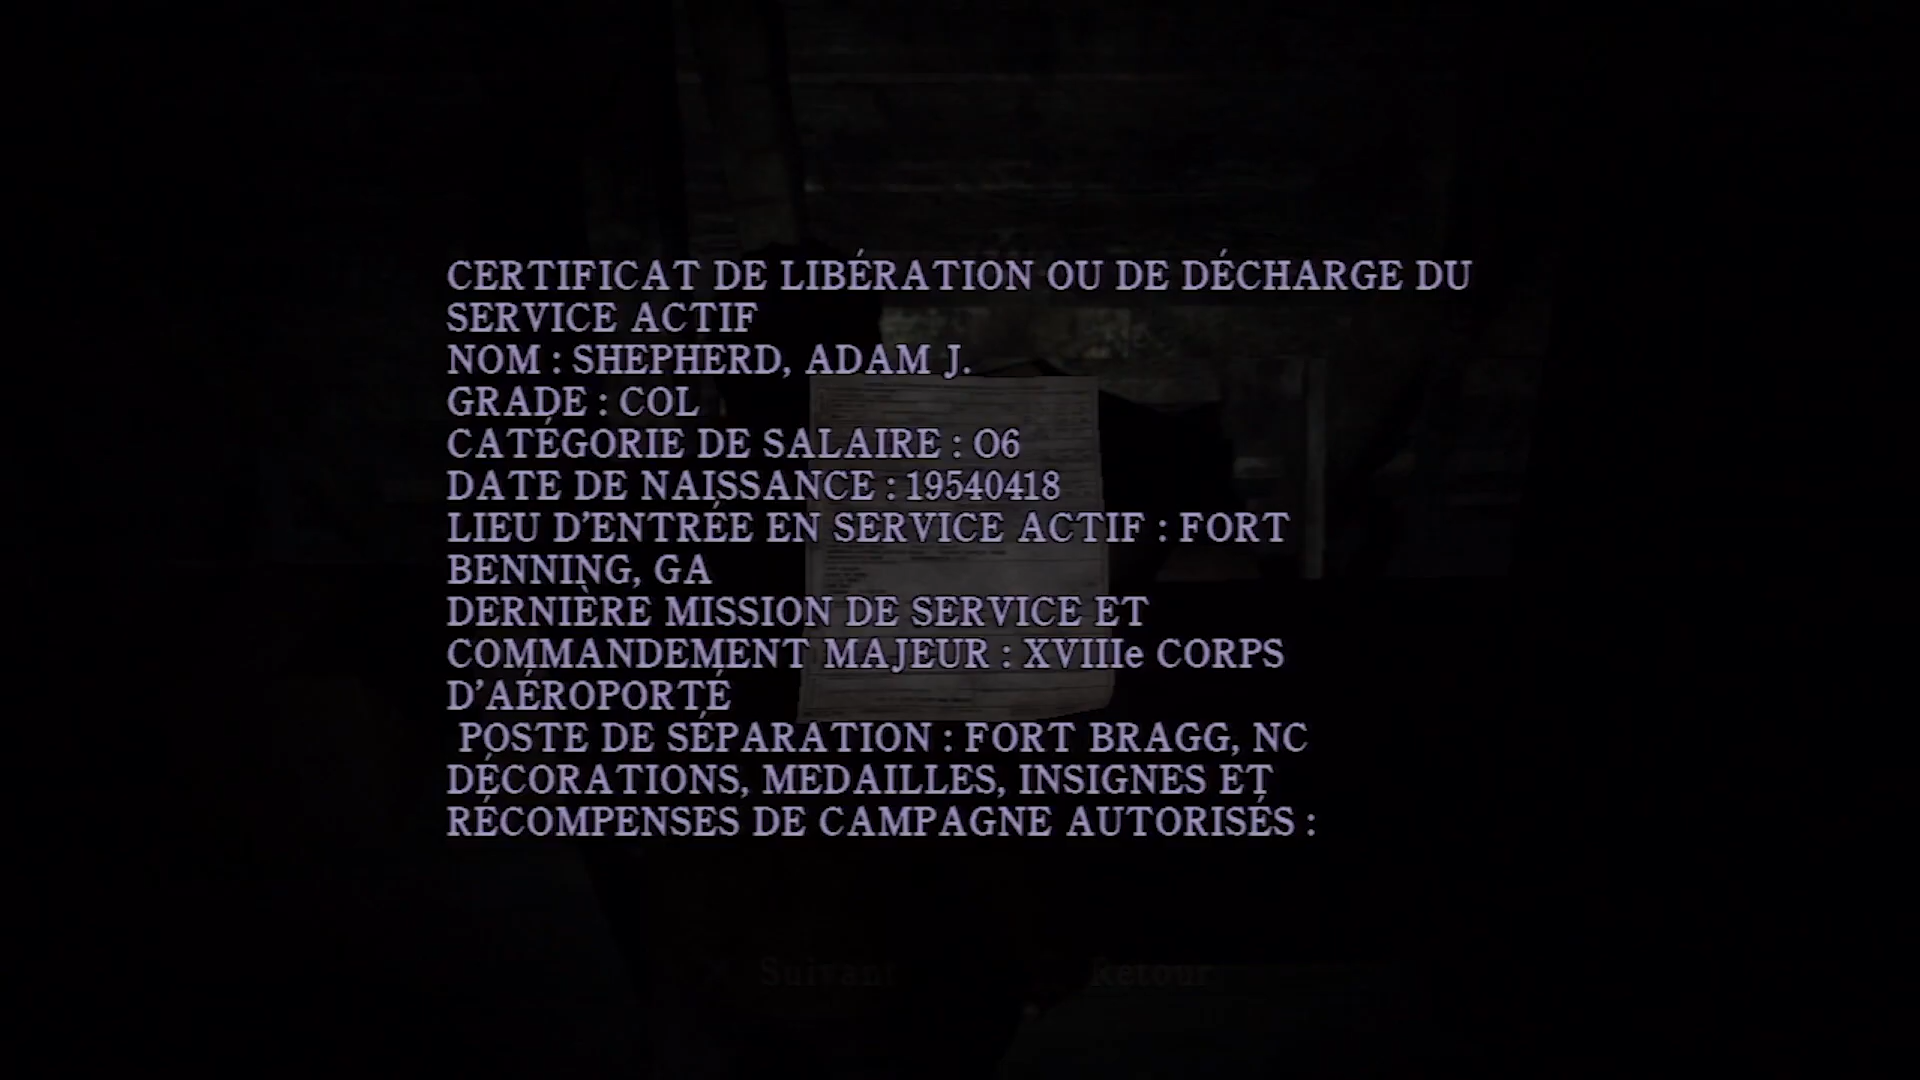 CERTIFICAT DE LIBÉRATION OU DE DÉCHARGE DU
SERVICE ACTIF
NOM : SHEPHERD, ADAM J.
GRADE : COL
CATÉGORIE DE SALAIRE : O6
DATE DE NAISSANCE : 19540418
LIEU D'ENTRÉE EN SERVICE ACTIF : FORT
BENNING, GA
DERNIÈRE MISSION DE SERVICE ET
COMMANDEMENT MAJEUR : XVIIIe CORPS
D'AÉROPORTÉ
POSTE DE SÉPARATION : FORT BRAGG, NC
DÉCORATIONS, MEDAILLES, INSIGNES ET
RÉCOMPENSES DE CAMPAGNE AUTORISÉS :
Suivant Retour